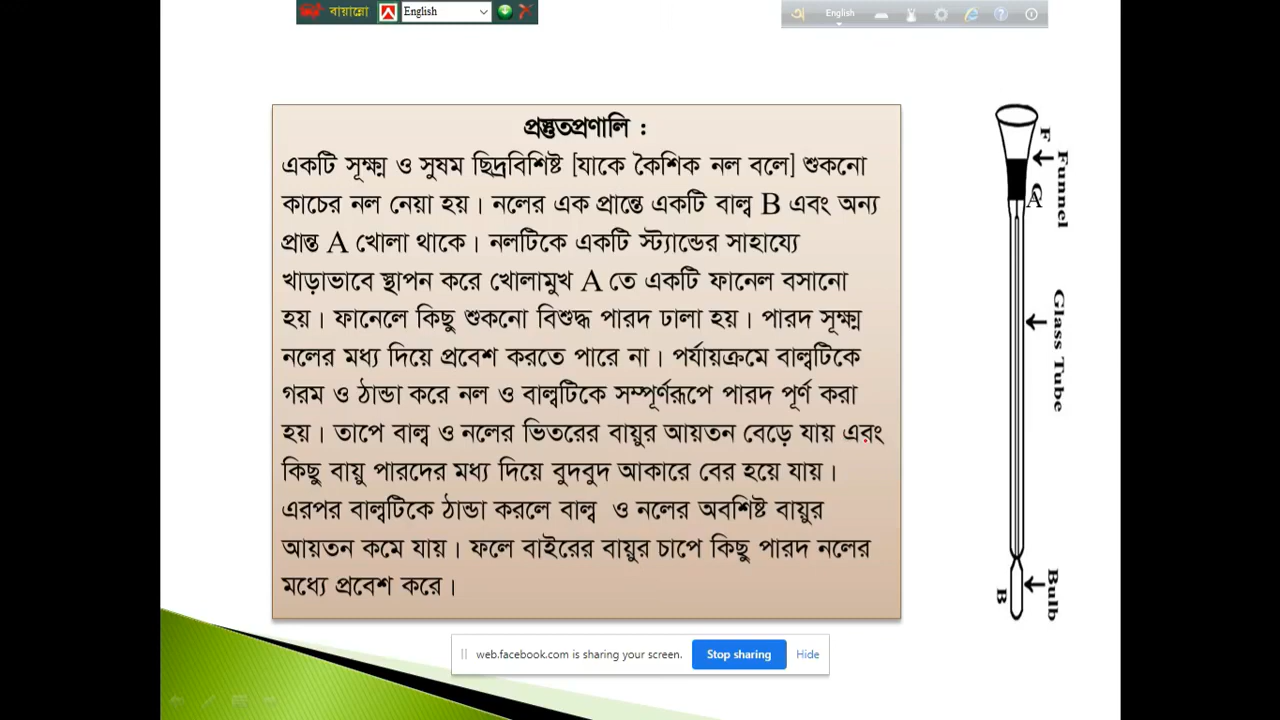 বায়ান্নো
English
অ
English
প্রস্তুতপ্রণালি :
একটি সূক্ষ্ম ও সুষম ছিদ্রবিশিষ্ট [যাকে কৈশিক নল বলে] শুকনো
কাচের নল নেয়া হয়। নলের এক প্রান্তে একটি বাল্ব B এবং অন্য
প্রান্ত A খোলা থাকে। নলটিকে একটি স্ট্যান্ডের সাহায্যে
খাড়াভাবে স্থাপন করে খোলামুখ A তে একটি ফানেল বসানো
হয়। ফানেলে কিছু শুকনো বিশুদ্ধ পারদ ঢালা হয়। পারদ সূক্ষ্ম
নলের মধ্য দিয়ে প্রবেশ করতে পারে না। পর্যায়ক্রমে বাল্বটিকে
গরম ও ঠান্ডা করে নল ও বাল্বটিকে সম্পূর্ণরূপে পারদ পূর্ণ করা
হয়। তাপে বাল্ব ও নলের ভিতরের বায়ুর আয়তন বেড়ে যায় এবং
কিছু বায়ু পারদের মধ্য দিয়ে বুদবুদ আকারে বের হয়ে যায়।
এরপর বাল্বটিকে ঠান্ডা করলে বাল্ব ও নলের অবশিষ্ট বায়ুর
আয়তন কমে যায়। ফলে বাইরের বায়ুর চাপে কিছু পারদ নলের
মধ্যে প্রবেশ করে।
F
Funnel
A
Glass Tube
Bulb
B
web.facebook.com is sharing your screen.
Stop sharing
Hide